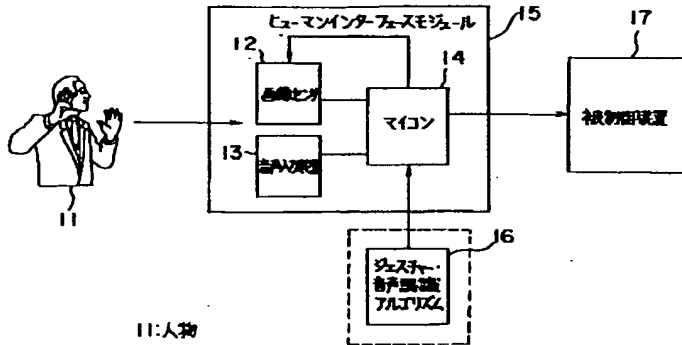 ヒューマンインターフェースモジュール
15
12
画像センサ
14
マイコン
17
被制御装置
13
音声入力装置
11
16
ジェスチャー・
音声認識
アルゴリズム
11:人物